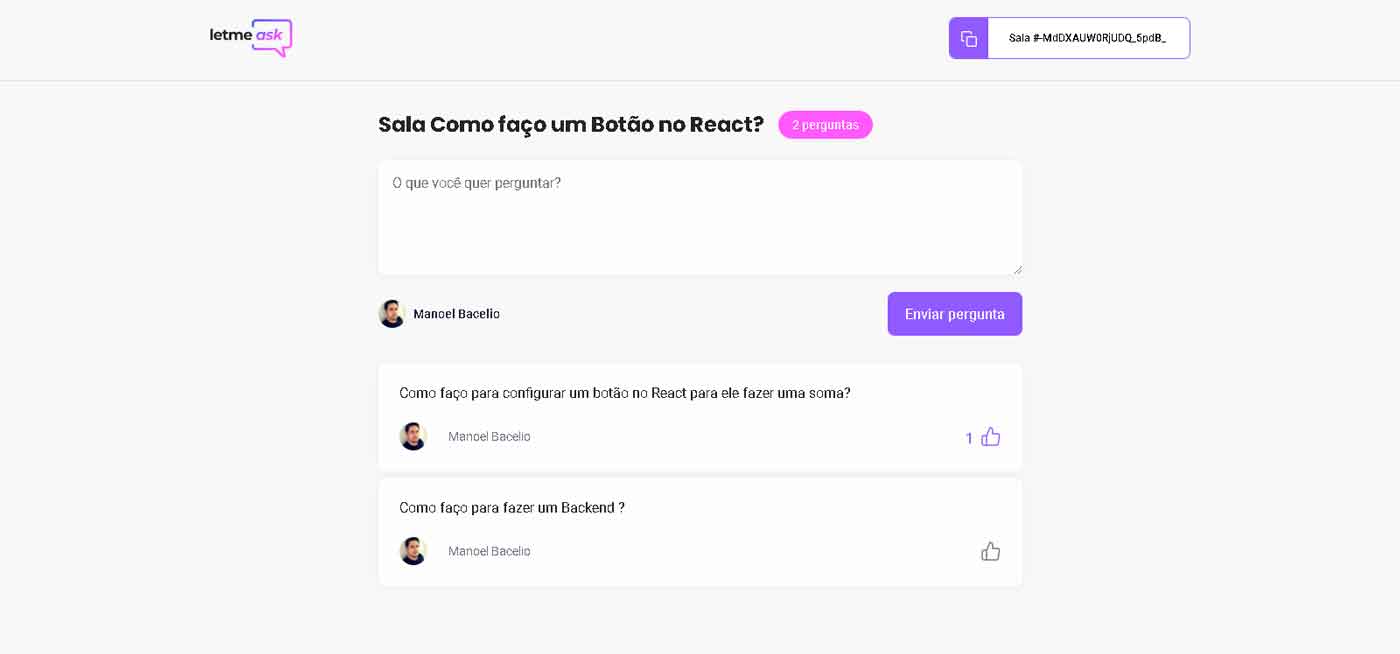 letmeask
Sala #-MdDXAUW0RjUDQ_5pdB_
Sala Como faço um Botão no React?
2 perguntas
O que você quer perguntar?
Manoel Bacelio
Enviar pergunta
Como faço para configurar um botão no React para ele fazer uma soma?
Manoel Bacelio
1
Como faço para fazer um Backend ?
Manoel Bacelio